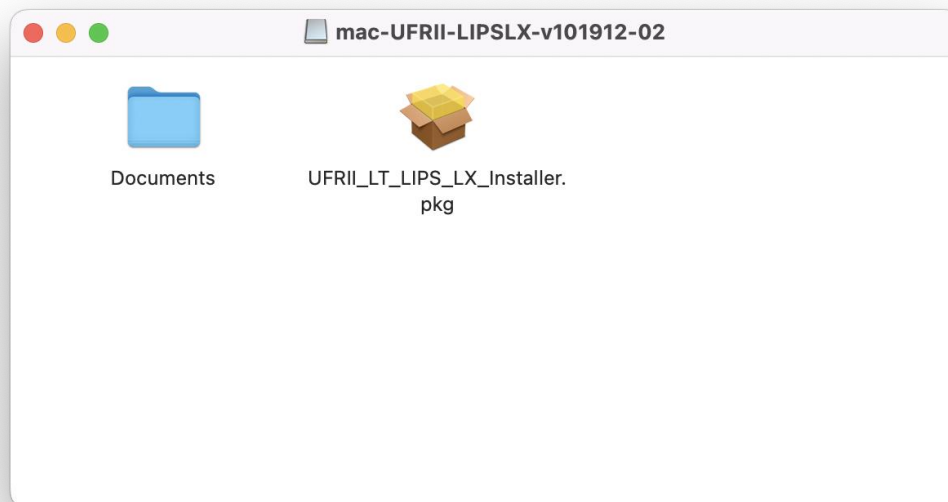 mac-UFRII-LIPSLX-v101912-02
Documents
UFRII_LT_LIPS_LX_Installer.
pkg